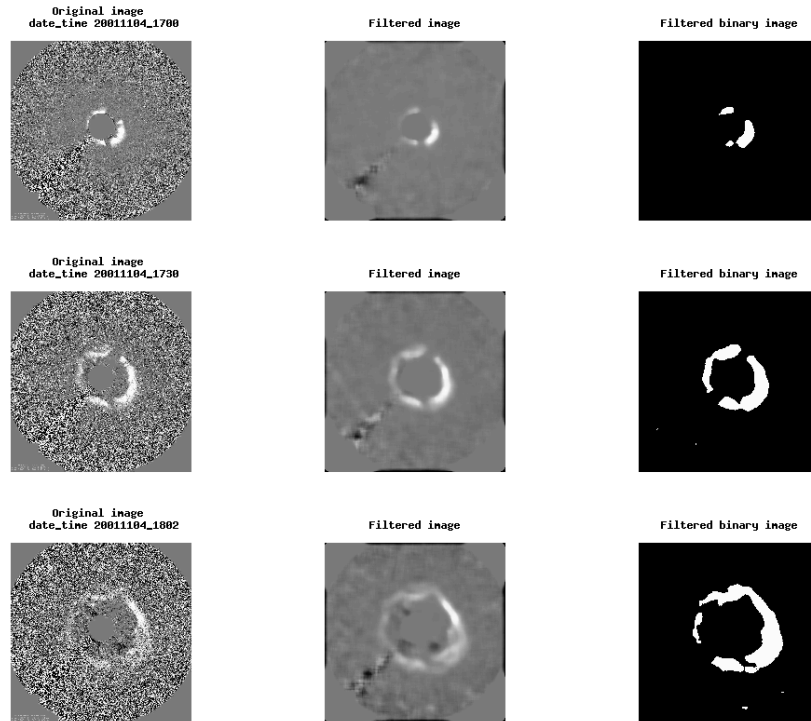 Original image
date_time 20011104_1700
Filtered image
Filtered binary image
Original image
date_time 20011104_1730
Filtered image
Filtered binary image
Original image
date_time 20011104_1802
Filtered image
Filtered binary image